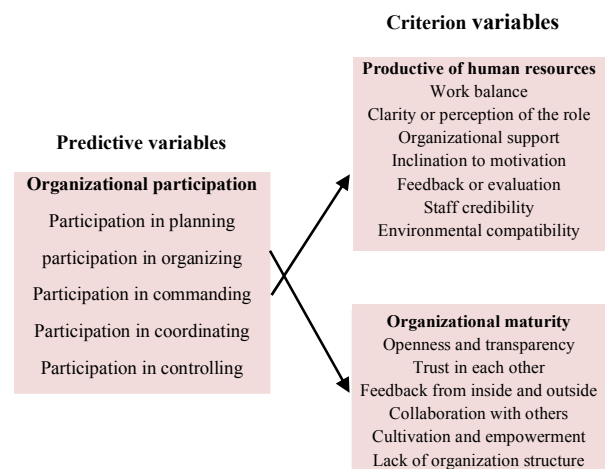 Criterion variables
Productive of human resources
Work balance
Clarity or perception of the role
Organizational support
Inclination to motivation
Feedback or evaluation
Staff credibility
Environmental compatibility
Predictive variables
Organizational participation
Participation in planning
participation in organizing
Participation in commanding
Participation in coordinating
Participation in controlling
Organizational maturity
Openness and transparency
Trust in each other
Feedback from inside and outside
Collaboration with others
Cultivation and empowerment
Lack of organization structure